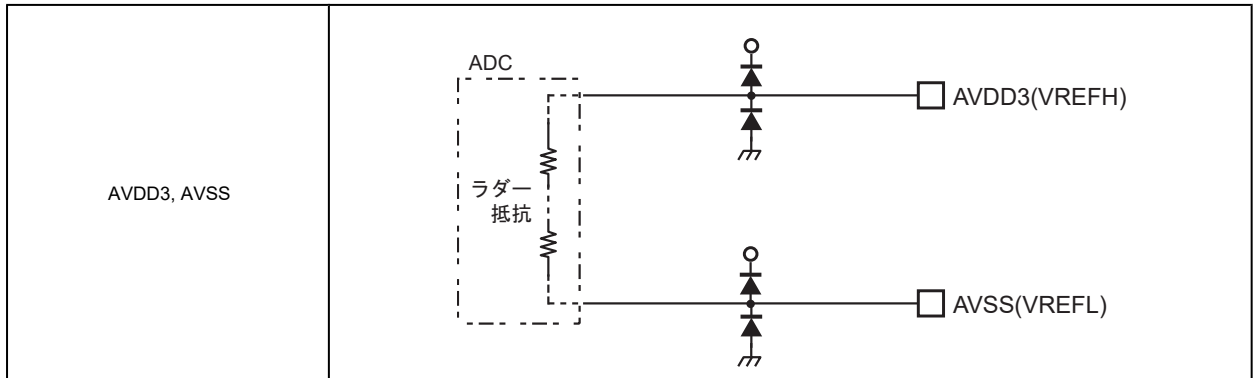 AVDD3, AVSS
ADC
ラダー
抵抗
AVDD3(VREFH)
AVSS(VREFL)